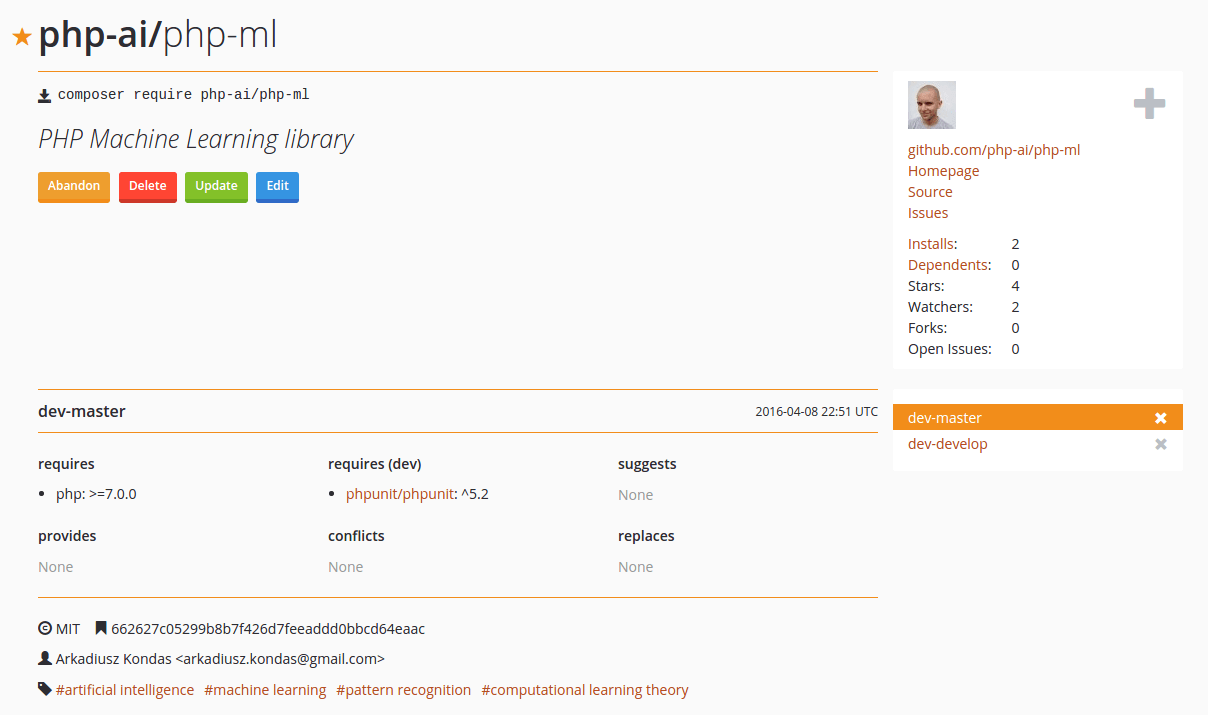 php-ai/php-ml
composer require php-ai/php-ml
PHP Machine Learning library
Abandon Delete Update Edit
github.com/php-ai/php-ml
Homepage
Source
Issues
Installs: 2
Dependents: 0
Stars: 4
Watchers: 2
Forks: 0
Open Issues: 0
dev-master 2016-04-08 22:51 UTC
dev-master
dev-develop
requires requires (dev) suggests
php: >=7.0.0 phpunit/phpunit: ^5.2 None
provides conflicts replaces
None None None
MIT 662627c05299b8b7f426d7feeaddd0bbcd64eaac
Arkadiusz Kondas <arkadiusz.kondas@gmail.com>
#artificial intelligence #machine learning #pattern recognition #computational learning theory